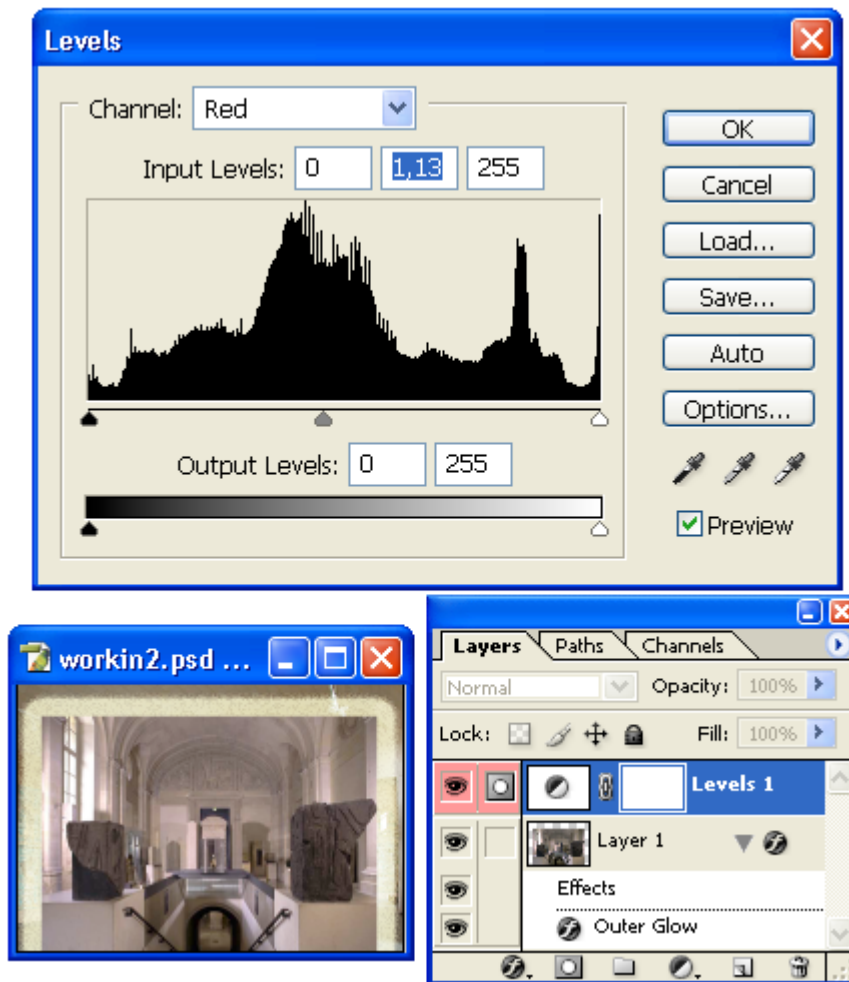 Levels
Channel: Red
Input Levels: 0 1,13 255
Output Levels: 0 255
OK
Cancel
Load...
Save...
Auto
Options...
Preview
workin2.psd ...
Layers Paths Channels
Normal Opacity: 100%
Lock: Fill: 100%
Levels 1
Layer 1
Effects
Outer Glow